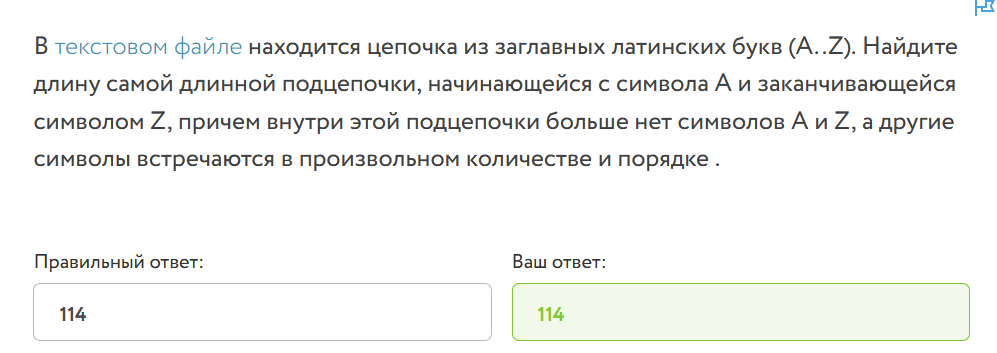 В текстовом файле находится цепочка из заглавных латинских букв (A..Z). Найдите
длину самой длинной подцепочки, начинающейся с символа A и заканчивающейся
символом Z, причем внутри этой подцепочки больше нет символов A и Z, а другие
символы встречаются в произвольном количестве и порядке .
Правильный ответ: Ваш ответ:
114 114